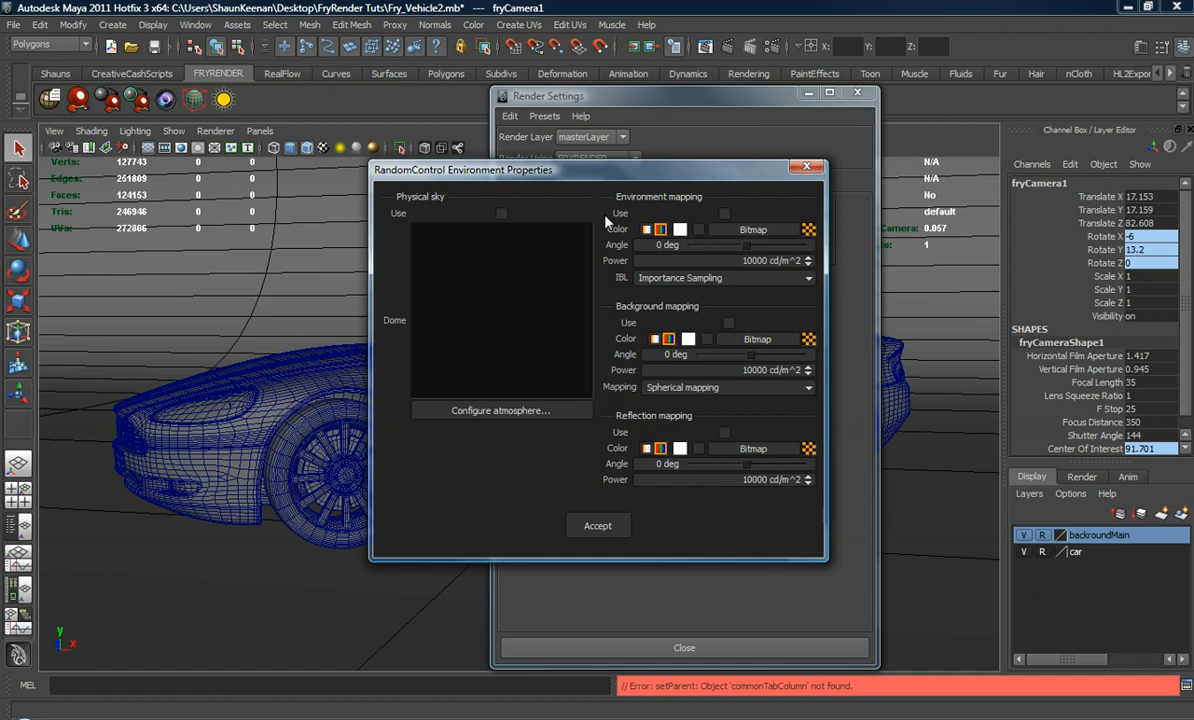 Autodesk Maya 2011 Hotfix 3 x64: C:\Users\ShaunKeenan\Desktop\FryRender Tuts\Fry_Vehicle2.mb* --- fryCamera1
File Edit Modify Create Display Window Assets Select Mesh Edit Mesh Proxy Normals Color Create UVs Edit UVs Muscle Help
Polygons X: Y: Z:
Shauns CreativeCashScripts FRYRENDER RealFlow Curves Surfaces Polygons Subdivs Deformation Animation Dynamics Rendering PaintEffects Toon Muscle Fluids Fur Hair nCloth HL2Expor
Render Settings
Edit Presets Help
Render Layer masterLayer
Render Using FRYRENDER
View Shading Lighting Show Renderer Panels
Verts: 127743 0 0
Edges: 251809 0 0
Faces: 124153 0 0
Tris: 246946 0 0
UVs: 272806 0 0
N/A
N/A
No
default
Camera: 0.057
1
RandomControl Environment Properties
Physical sky
Use
Dome
Configure atmosphere...
Environment mapping
Use
Color Bitmap
Angle 0 deg
Power 10000 cd/m^2
IBL Importance Sampling
Background mapping
Use
Color Bitmap
Angle 0 deg
Power 10000 cd/m^2
Mapping Spherical mapping
Reflection mapping
Use
Color Bitmap
Angle 0 deg
Power 10000 cd/m^2
Accept
Close
Channel Box / Layer Editor
Channels Edit Object Show
fryCamera1
Translate X 17.153
Translate Y 17.159
Translate Z 82.608
Rotate X -6
Rotate Y 13.2
Rotate Z 0
Scale X 1
Scale Y 1
Scale Z 1
Visibility on
SHAPES
fryCameraShape1
Horizontal Film Aperture 1.417
Vertical Film Aperture 0.945
Focal Length 35
Lens Squeeze Ratio 1
F Stop 25
Focus Distance 350
Shutter Angle 144
Center Of Interest 91.701
Display Render Anim
Layers Options Help
V R backroundMain
V R car
y
z x
MEL // Error: setParent: Object 'commonTabColumn' not found.